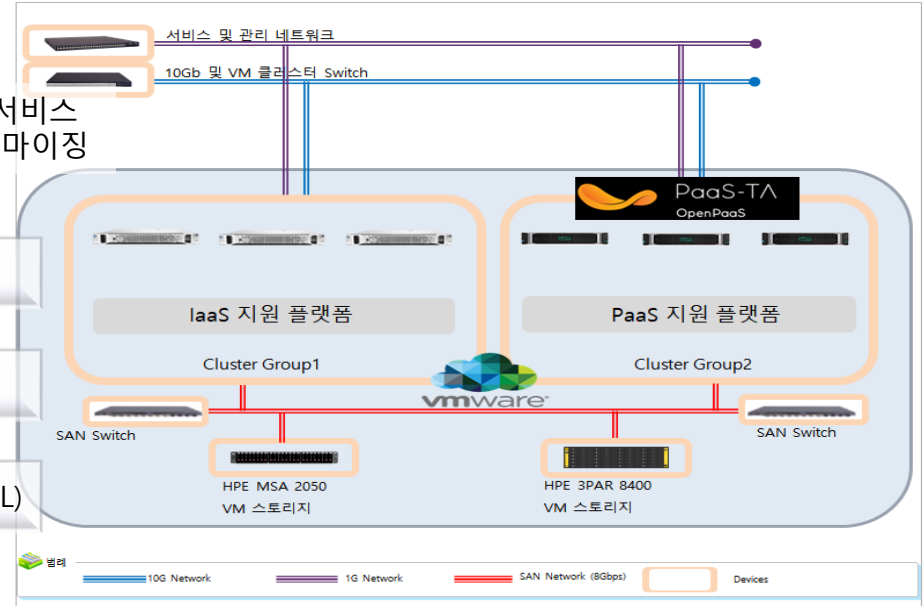 서비스 및 관리 네트워크
10Gb 및 VM 클러스터 Switch
서비스
마이징
PaaS-TA
OpenPaaS
IaaS 지원 플랫폼
PaaS 지원 플랫폼
Cluster Group1
Cluster Group2
vmware
SAN Switch
SAN Switch
HPE MSA 2050
VM 스토리지
HPE 3PAR 8400
VM 스토리지
L)
범례
10G Network
1G Network
SAN Network (8Gbps)
Devices